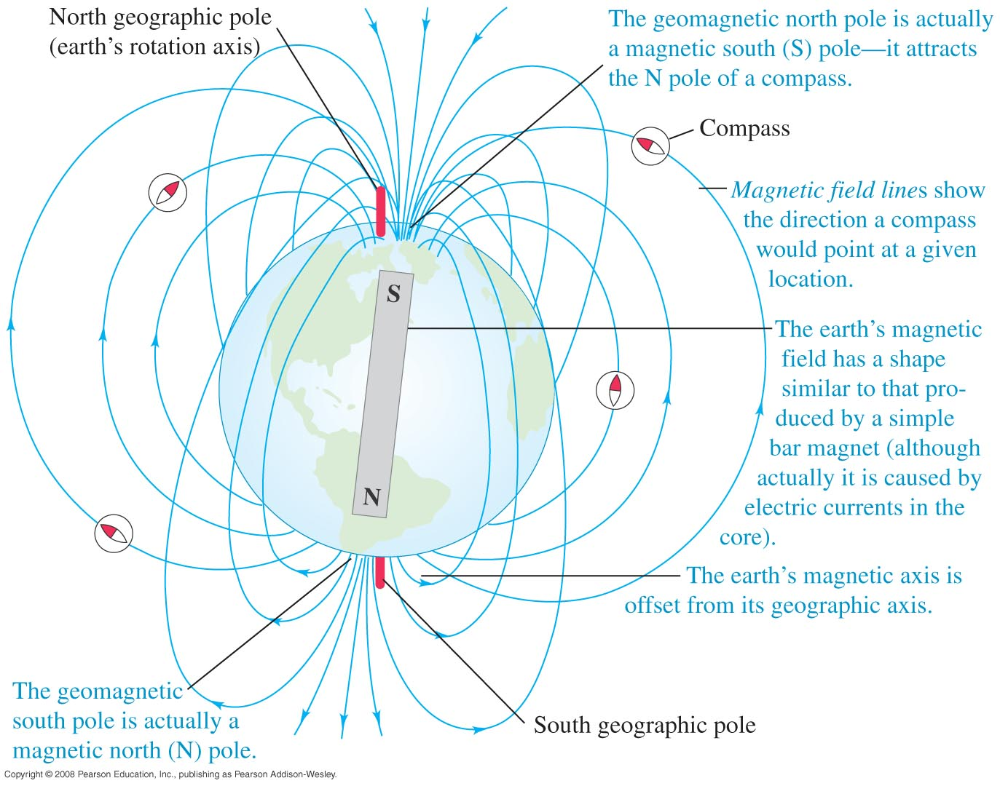 North geographic pole
(earth's rotation axis)
The geomagnetic north pole is actually
a magnetic south (S) pole—it attracts
the N pole of a compass.
Compass
Magnetic field lines show
the direction a compass
would point at a given
location.
S
The earth's magnetic
field has a shape
similar to that pro-
duced by a simple
bar magnet (although
actually it is caused by
electric currents in the
core).
N
The earth's magnetic axis is
offset from its geographic axis.
The geomagnetic
south pole is actually a
magnetic north (N) pole.
South geographic pole
Copyright © 2008 Pearson Education, Inc., publishing as Pearson Addison-Wesley.